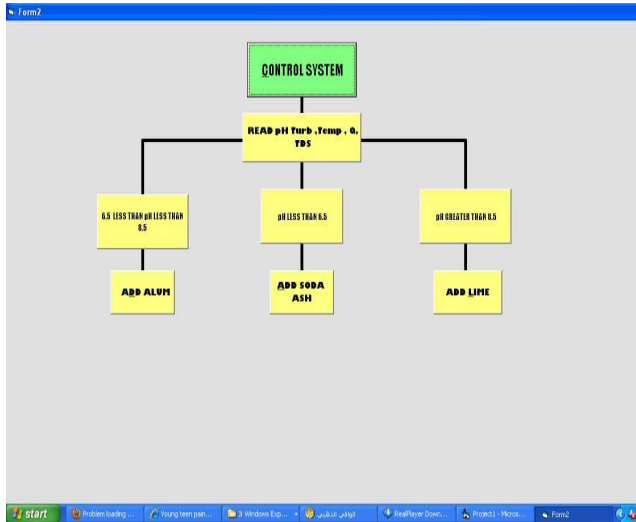 Form2
CONTROL SYSTEM
READ pH Turb ,Temp , Q,
TDS
6.5 LESS THAN pH LESS THAN
8.5
pH LESS THAN 6.5
pH GREATER THAN 8.5
ADD ALUM
ADD SODA
ASH
ADD LIME
start
Problem loading ...
Young teen pain...
3 Windows Exp...
RealPlayer Down...
Project1 - Micros...
Form2